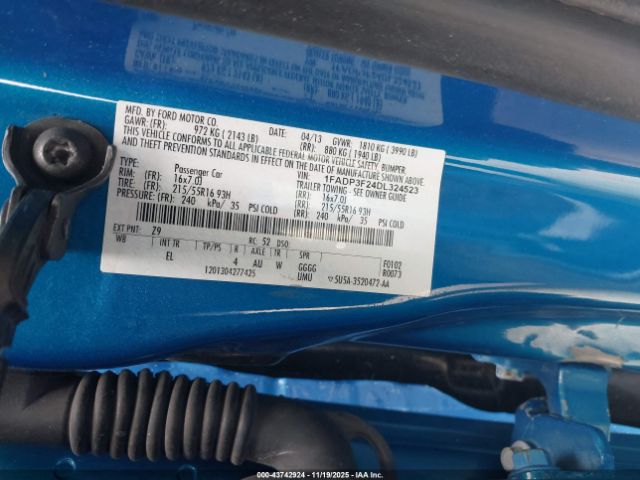 MFD. BY FORD MOTOR CO.
DATE: 04/13 GVWR: 1810 KG (3990 LB)
GAWR: (FR): 972 KG (2143 LB) (RR): 880 KG (1940 LB)
THIS VEHICLE CONFORMS TO ALL APPLICABLE FEDERAL MOTOR VEHICLE SAFETY, BUMPER,
AND THEFT PREVENTION STANDARDS IN EFFECT ON THE DATE OF MANUFACTURE SHOWN ABOVE.
VIN: 1FADP3F24DL324523
TYPE: Passenger Car TRAILER TOWING - SEE OWNER GUIDE
RIM: (FR): 16x7.0J (RR): 16x7.0J
TIRE: (FR): 215/55R16 93H (RR): 215/55R16 93H
PRESSURE: (FR): 240 kPa/ 35 PSI COLD (RR): 240 kPa/ 35 PSI COLD
EXT PNT: Z9 RC: 52 DSO: F0102
WB INT TR TP/PS R AXLE TR SPR R0073
EL 4 AU W GGGG
UMU
1201304277425 ▽5U5A-3520472-AA
000-43742924 - 11/19/2025 - IAAI.COM